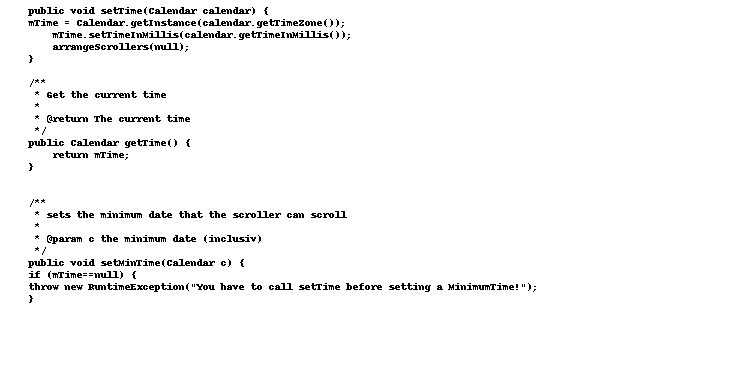 public void setTime(Calendar calendar) {
mTime = Calendar.getInstance(calendar.getTimeZone());
mTime.setTimeInMillis(calendar.getTimeInMillis());
arrangeScrollers(null);
}
/**
* Get the current time
*
* @return The current time
*/
public Calendar getTime() {
return mTime;
}
/**
* sets the minimum date that the scroller can scroll
*
* @param c the minimum date (inclusiv)
*/
public void setMinTime(Calendar c) {
if (mTime==null) {
throw new RuntimeException("You have to call setTime before setting a MinimumTime!");
}